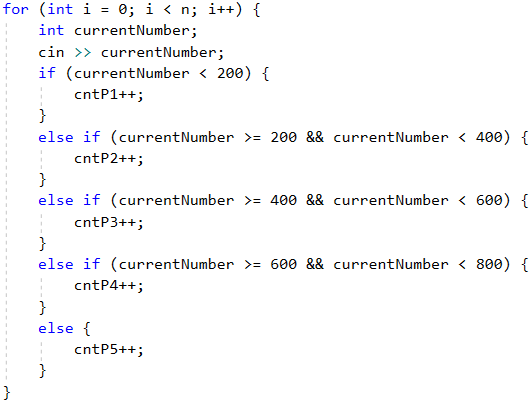 for (int i = 0; i < n; i++) {
    int currentNumber;
    cin >> currentNumber;
    if (currentNumber < 200) {
        cntP1++;
    }
    else if (currentNumber >= 200 && currentNumber < 400) {
        cntP2++;
    }
    else if (currentNumber >= 400 && currentNumber < 600) {
        cntP3++;
    }
    else if (currentNumber >= 600 && currentNumber < 800) {
        cntP4++;
    }
    else {
        cntP5++;
    }
}